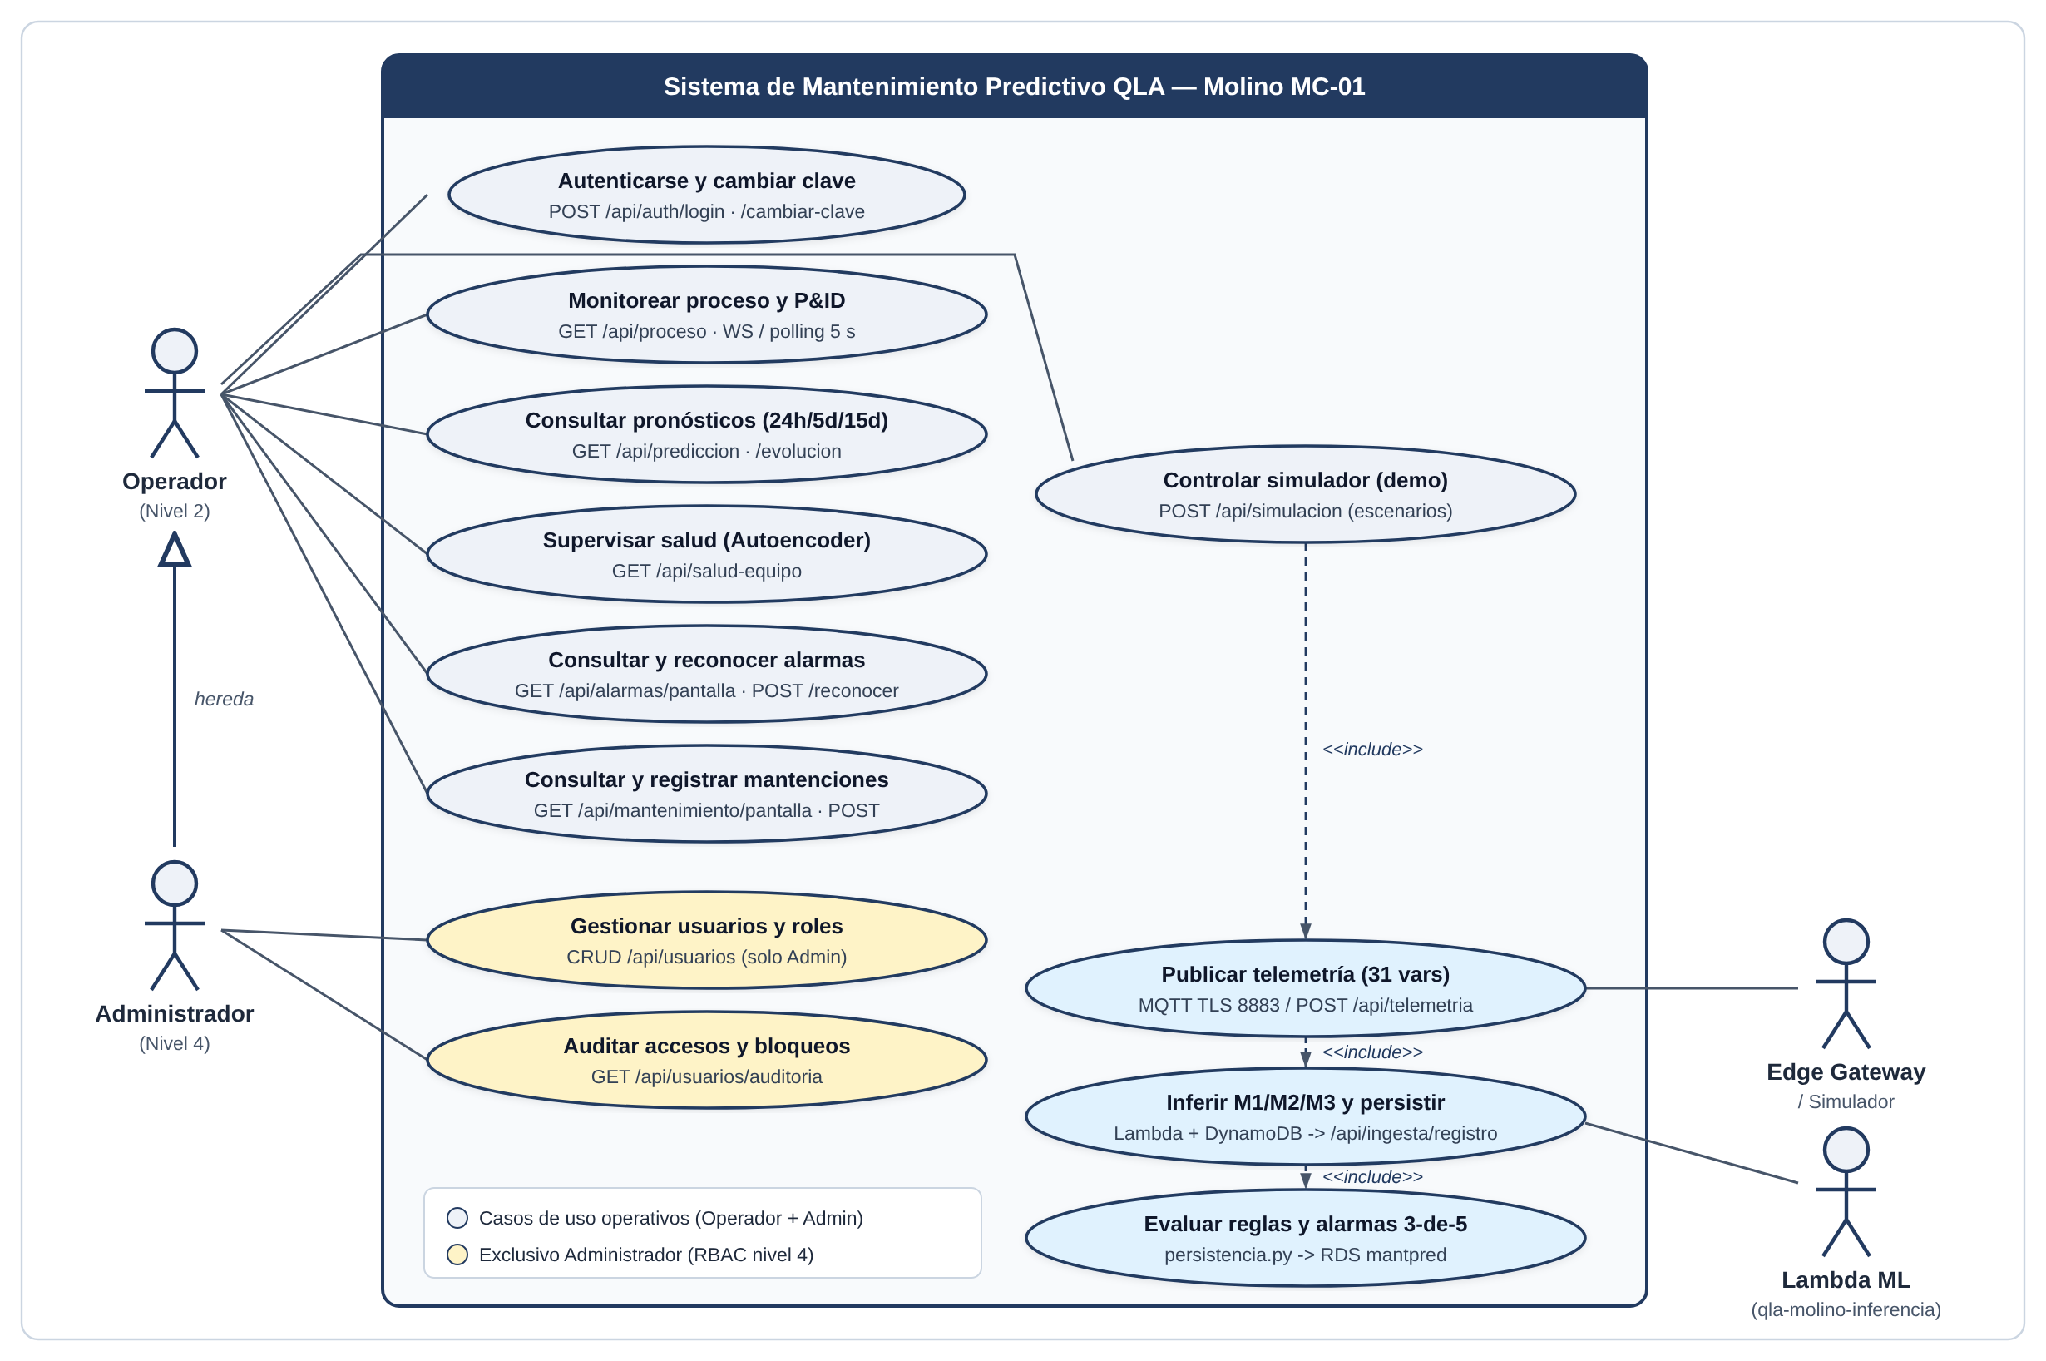 Sistema de Mantenimiento Predictivo QLA — Molino MC-01
Autenticarse y cambiar clave
POST /api/auth/login · /cambiar-clave
Monitorear proceso y P&ID
GET /api/proceso · WS / polling 5 s
Consultar pronósticos (24h/5d/15d)
GET /api/prediccion · /evolucion
Supervisar salud (Autoencoder)
GET /api/salud-equipo
Consultar y reconocer alarmas
GET /api/alarmas/pantalla · POST /reconocer
Consultar y registrar mantenciones
GET /api/mantenimiento/pantalla · POST
Gestionar usuarios y roles
CRUD /api/usuarios (solo Admin)
Auditar accesos y bloqueos
GET /api/usuarios/auditoria
Operador
(Nivel 2)
hereda
Administrador
(Nivel 4)
Controlar simulador (demo)
POST /api/simulacion (escenarios)
<<include>>
Publicar telemetría (31 vars)
MQTT TLS 8883 / POST /api/telemetria
<<include>>
Inferir M1/M2/M3 y persistir
Lambda + DynamoDB -> /api/ingesta/registro
<<include>>
Evaluar reglas y alarmas 3-de-5
persistencia.py -> RDS mantpred
Edge Gateway
/ Simulador
Lambda ML
(qla-molino-inferencia)
Casos de uso operativos (Operador + Admin)
Exclusivo Administrador (RBAC nivel 4)